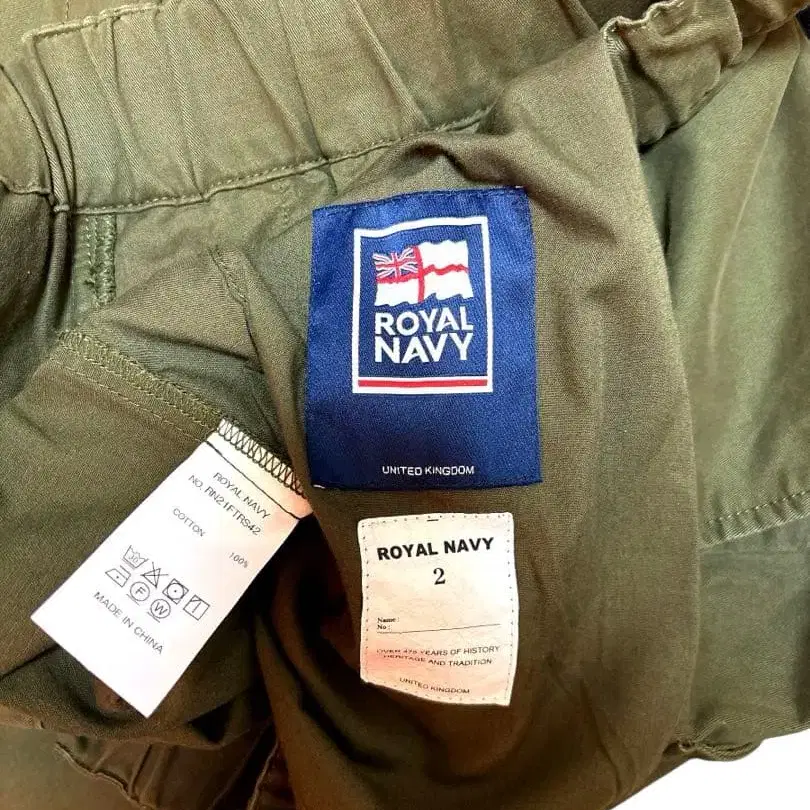 ROYAL
NAVY
UNITED KINGDOM
ROYAL NAVY
NO. RN21FTRS42
COTTON 100%
30
F W
MADE IN CHINA
ROYAL NAVY
2
Name:
No:
OVER 475 YEARS OF HISTORY
HERITAGE AND TRADITION
UNITED KINGDOM